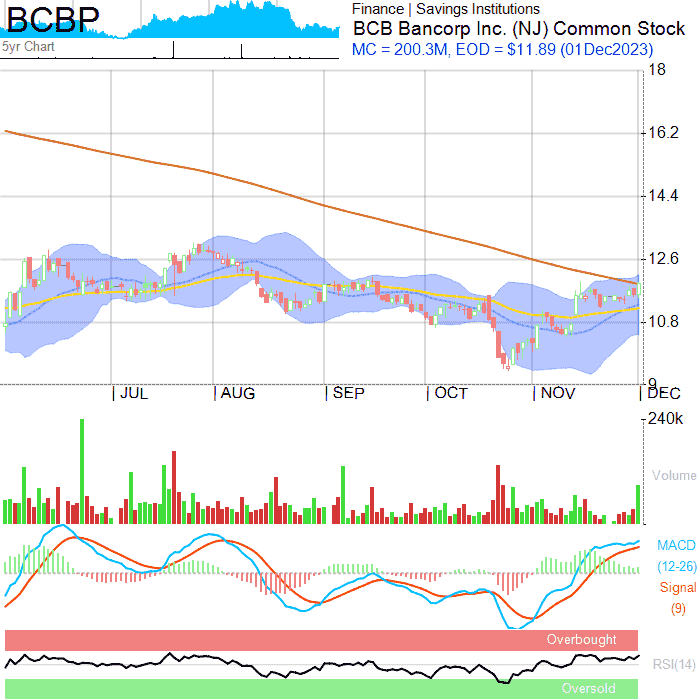 BCBP
5yr Chart
Finance | Savings Institutions
BCB Bancorp Inc. (NJ) Common Stock
MC = 200.3M, EOD = $11.89 (01Dec2023)
18
16.2
14.4
12.6
10.8
9
JUL AUG SEP OCT NOV DEC
240k
Volume
MACD
(12-26)
Signal
(9)
Overbought
RSI(14)
Oversold